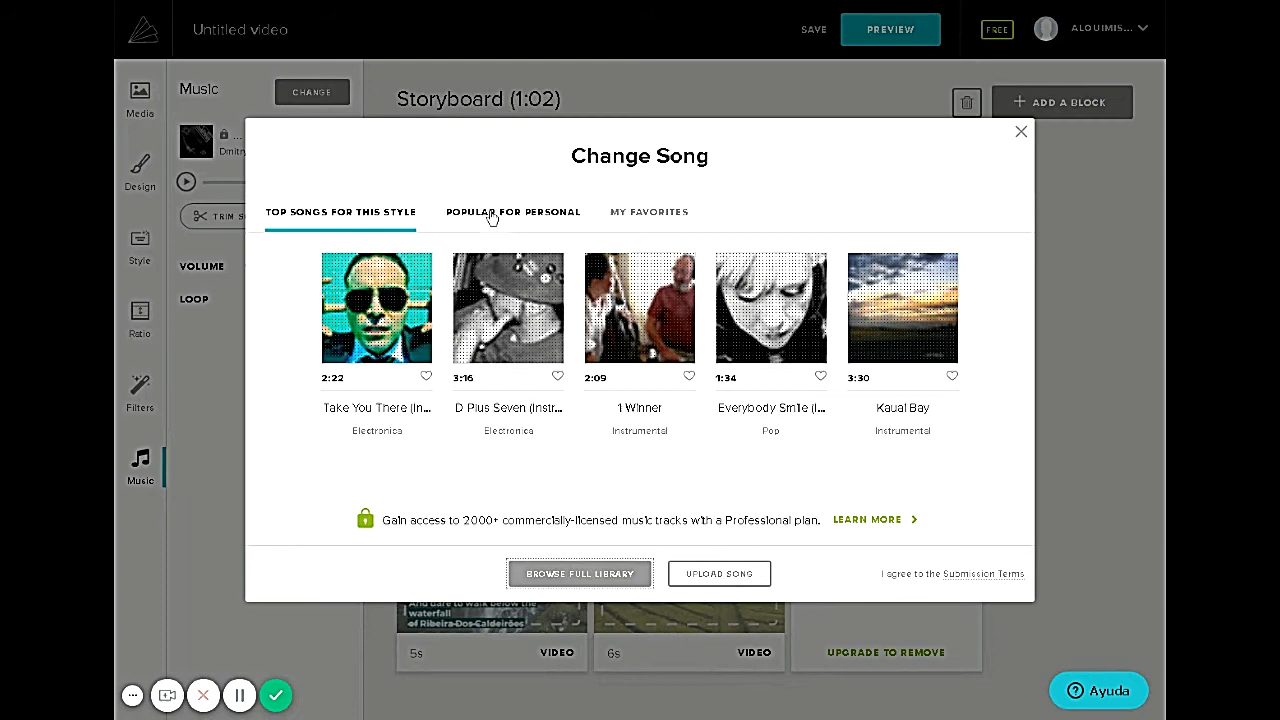 Untitled video
SAVE
PREVIEW
FREE
ALOUIMIS...
Media
Design
Style
Ratio
Filters
Music
Music
CHANGE
...
Dmitry
TRIM S
VOLUME
LOOP
Storyboard (1:02)
+ ADD A BLOCK
Change Song
TOP SONGS FOR THIS STYLE
POPULAR FOR PERSONAL
MY FAVORITES
2:22
3:16
2:09
1:34
3:30
Take You There (In...
D Plus Seven (Instr...
1 Winner
Everybody Smile (I...
Kauai Bay
Electronica
Electronica
Instrumental
Pop
Instrumental
Gain access to 2000+ commercially-licensed music tracks with a Professional plan.
LEARN MORE >
BROWSE FULL LIBRARY
UPLOAD SONG
I agree to the Submission Terms
And dare to walk below the
waterfall
of Ribeira Dos Caldeirões
5s
VIDEO
6s
VIDEO
UPGRADE TO REMOVE
Ayuda